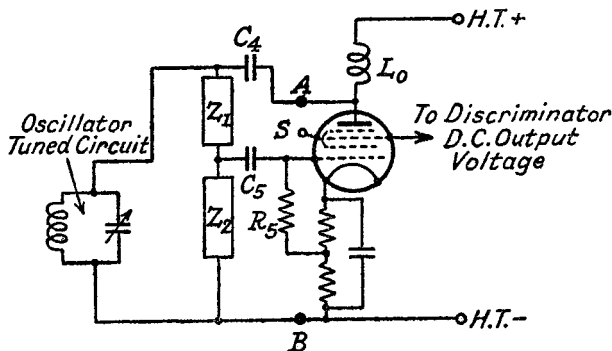 H.T.+
C4
L0
A
Z1
S
To Discriminator
D.C. Output
Voltage
Oscillator
Tuned Circuit
C5
R5
Z2
H.T.-
B